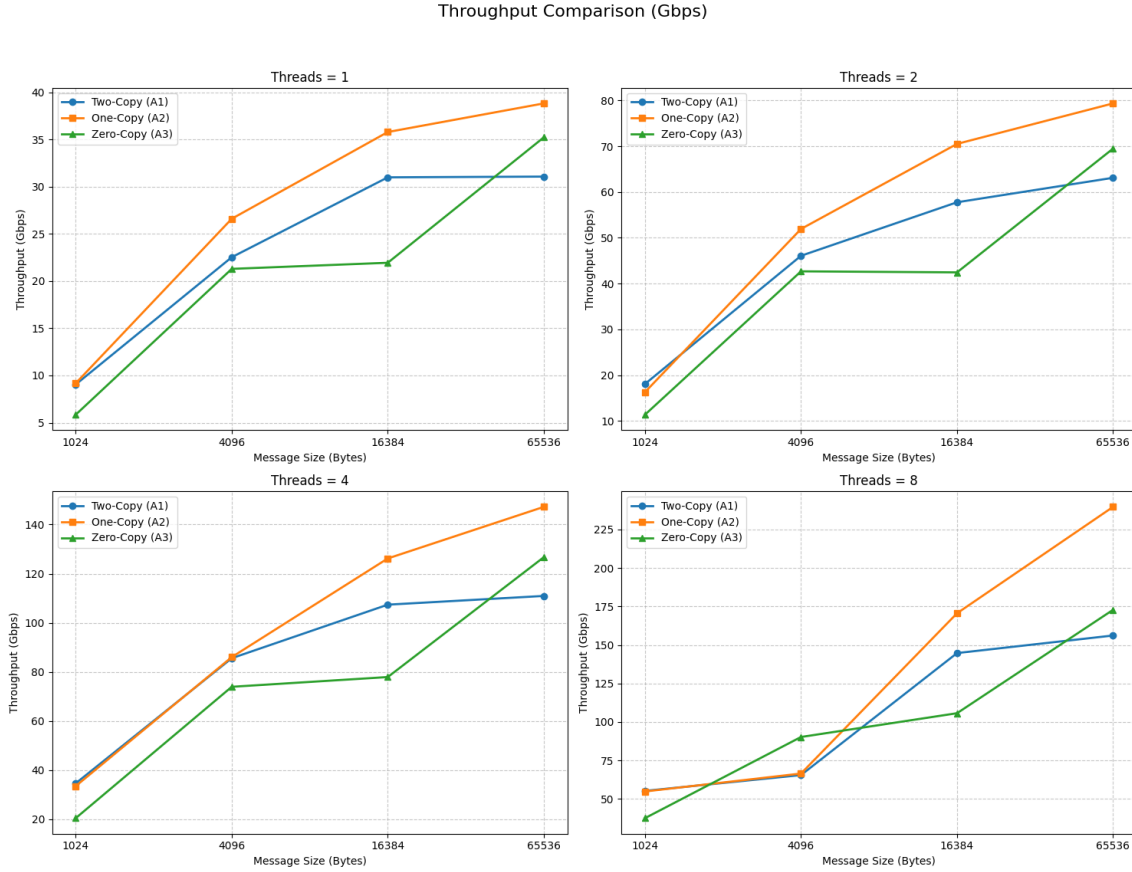 Throughput Comparison (Gbps)
Threads = 1
Two-Copy (A1)
One-Copy (A2)
Zero-Copy (A3)
Throughput (Gbps)
40
35
30
25
20
15
10
5
1024
4096
16384
65536
Message Size (Bytes)
Threads = 2
Two-Copy (A1)
One-Copy (A2)
Zero-Copy (A3)
Throughput (Gbps)
80
70
60
50
40
30
20
10
1024
4096
16384
65536
Message Size (Bytes)
Threads = 4
Two-Copy (A1)
One-Copy (A2)
Zero-Copy (A3)
Throughput (Gbps)
140
120
100
80
60
40
20
1024
4096
16384
65536
Message Size (Bytes)
Threads = 8
Two-Copy (A1)
One-Copy (A2)
Zero-Copy (A3)
Throughput (Gbps)
225
200
175
150
125
100
75
50
1024
4096
16384
65536
Message Size (Bytes)